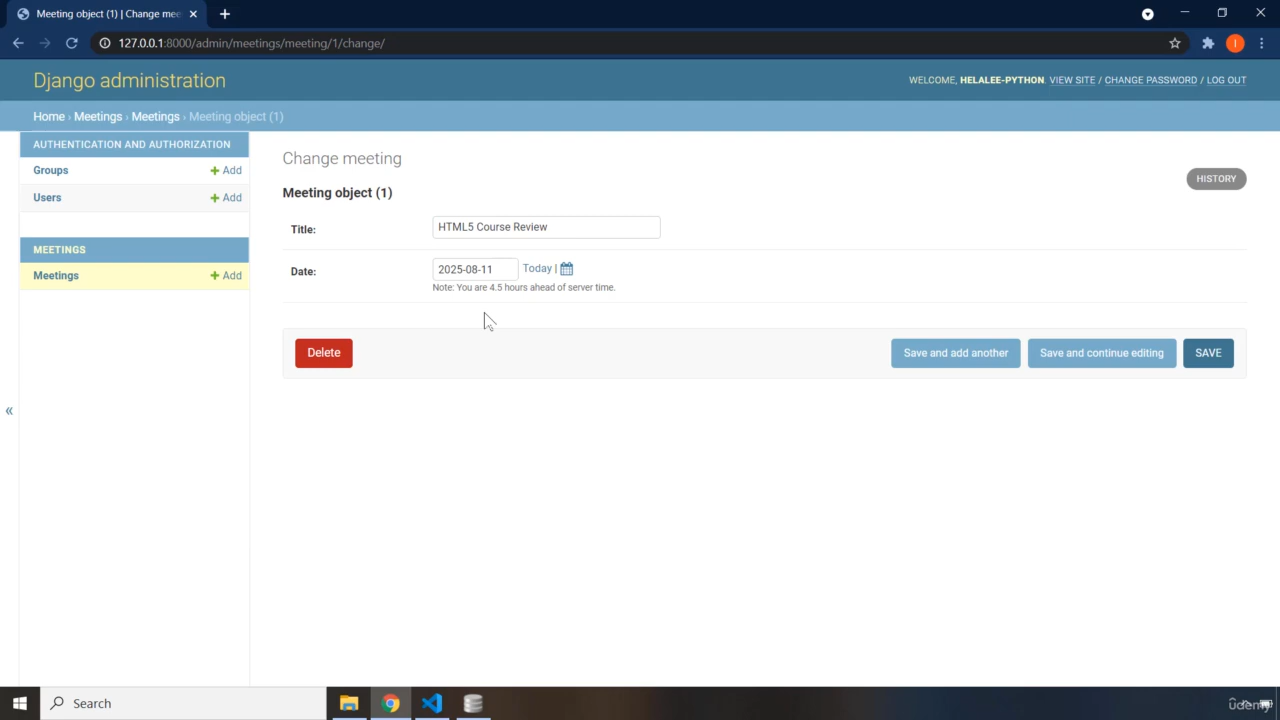 Meeting object (1) | Change mee
127.0.0.1:8000/admin/meetings/meeting/1/change/
Django administration
WELCOME, HELALEE-PYTHON. VIEW SITE / CHANGE PASSWORD / LOG OUT
Home › Meetings › Meetings › Meeting object (1)
AUTHENTICATION AND AUTHORIZATION
Groups + Add
Users + Add
MEETINGS
Meetings + Add
«
Change meeting
HISTORY
Meeting object (1)
Title: HTML5 Course Review
Date: 2025-08-11 Today |
Note: You are 4.5 hours ahead of server time.
Delete
Save and add another
Save and continue editing
SAVE
Search
udemy